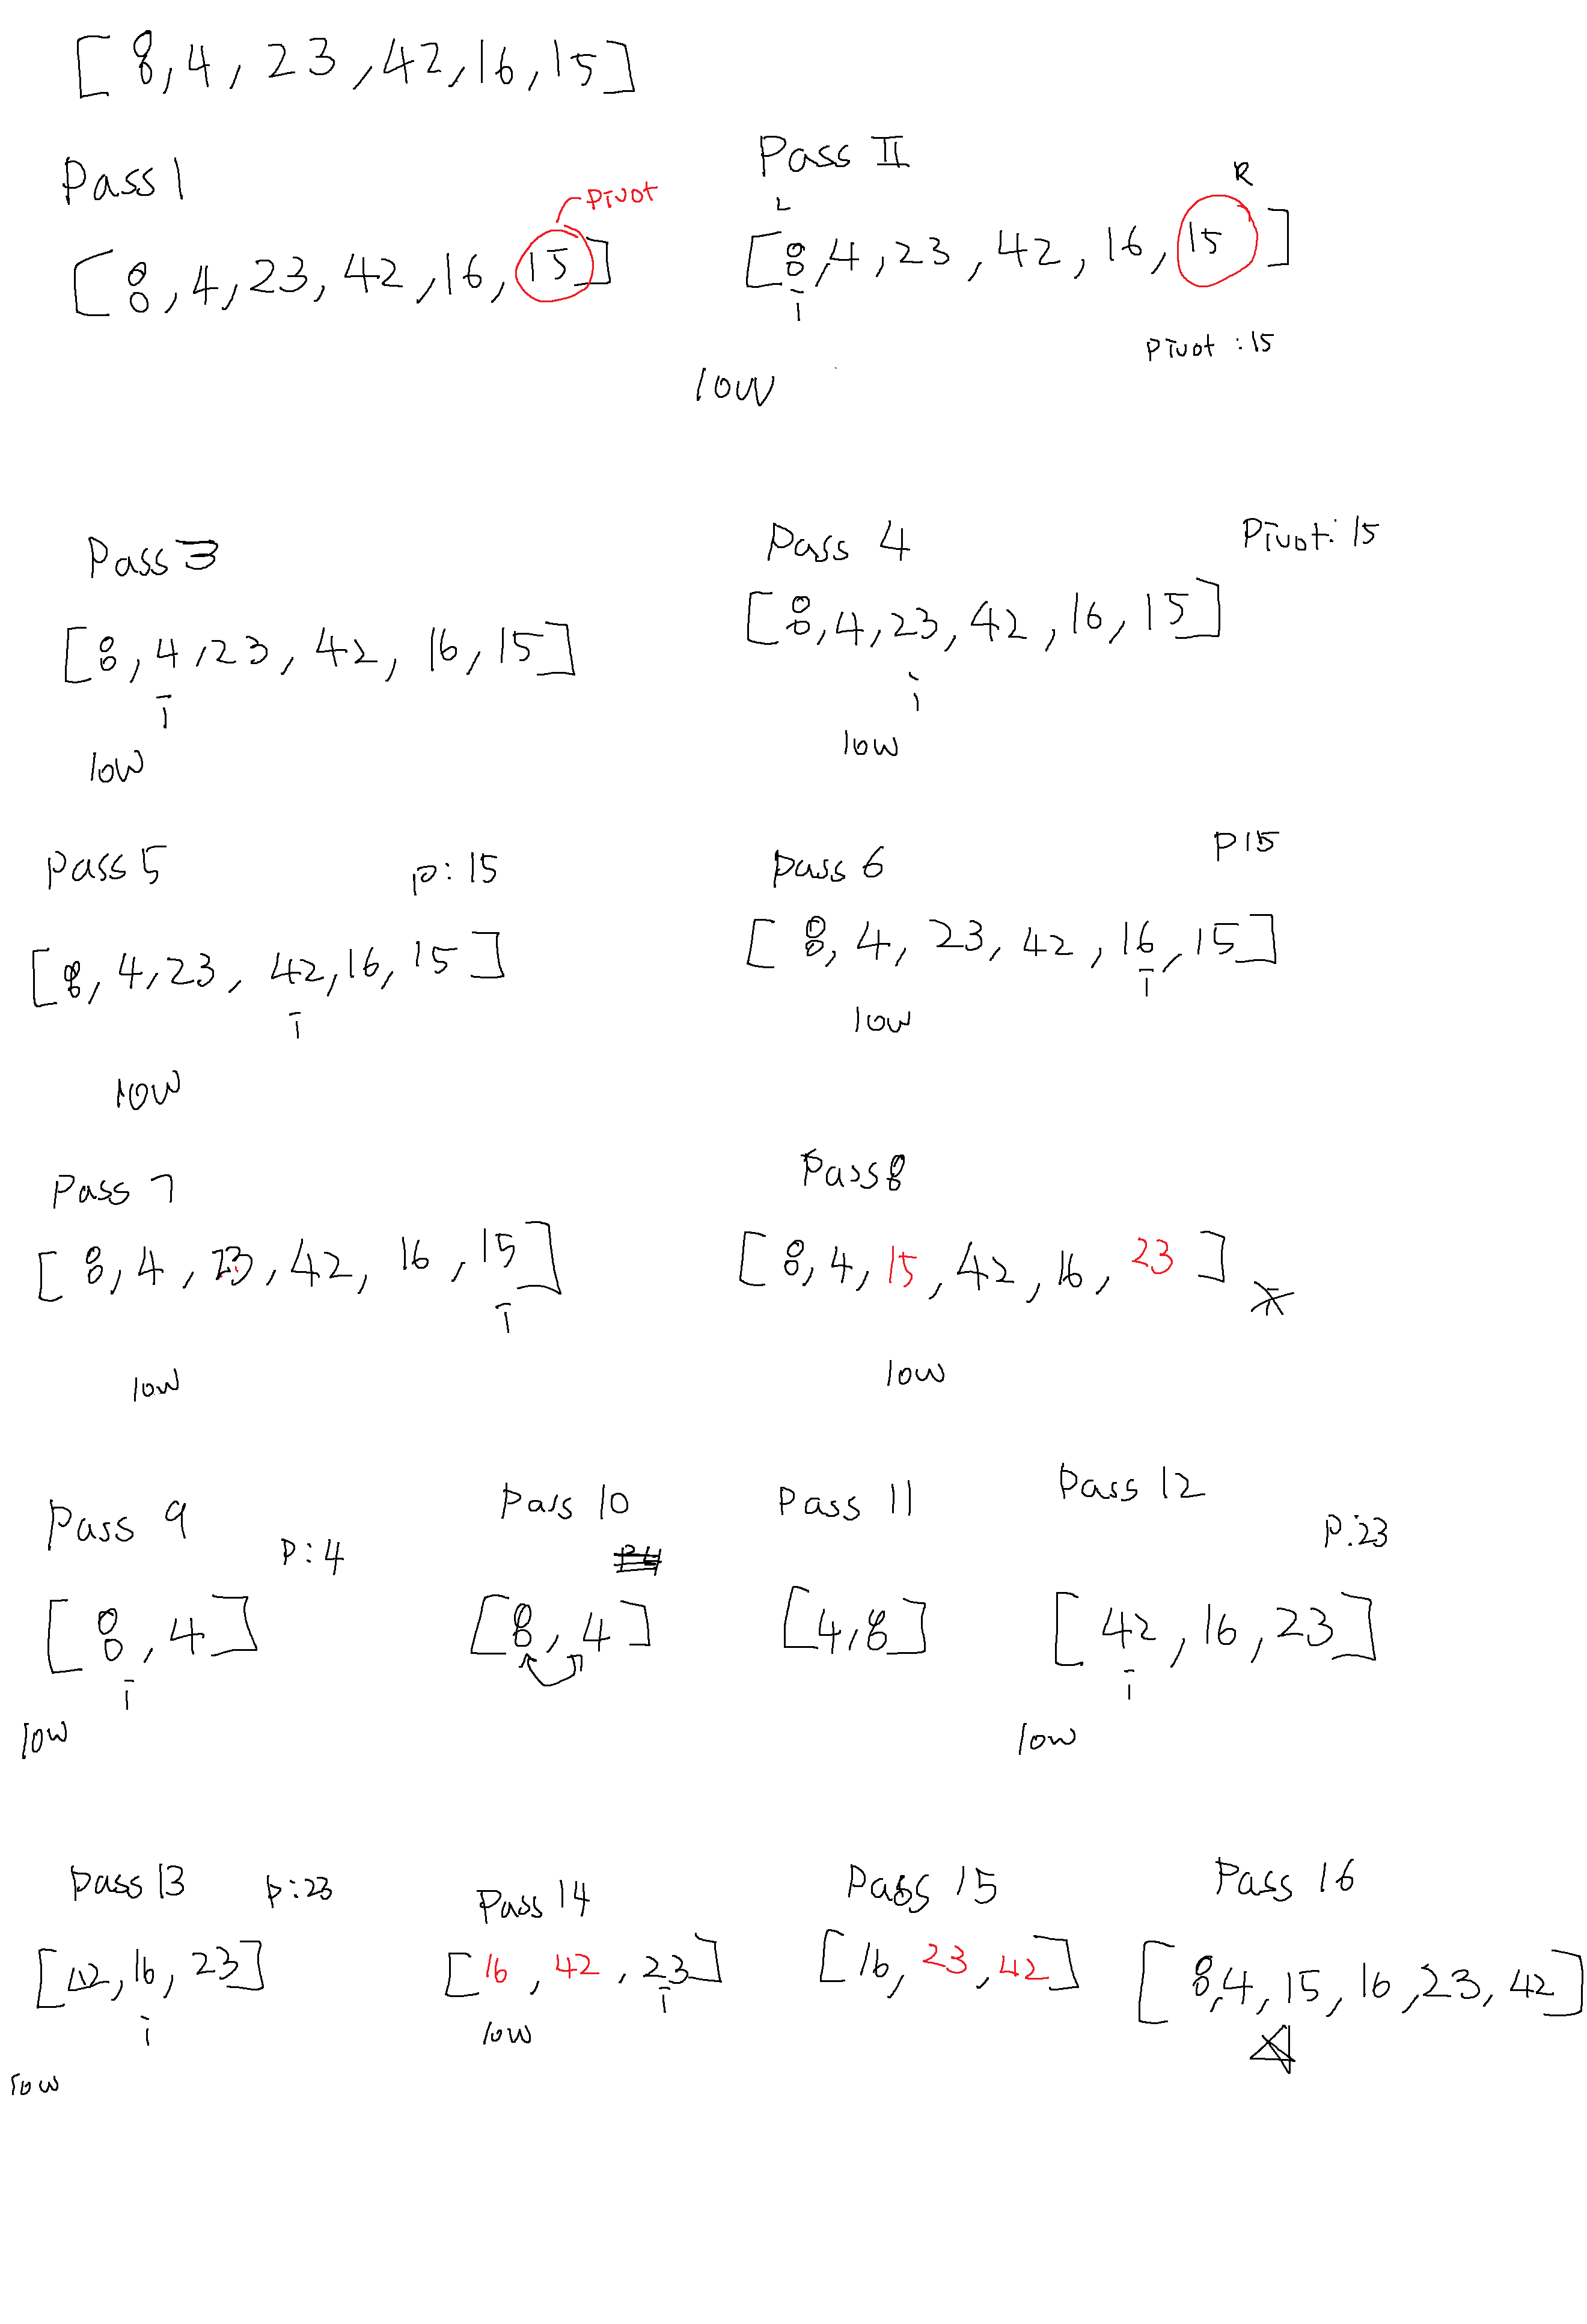 [8, 4, 23, 42, 16, 15]
Pass 1
Pivot
[8, 4, 23, 42, 16, 15]
Pass II
L R
[8, 4, 23, 42, 16, 15]
i
Pivot : 15
low
Pass 3
[8, 4, 23, 42, 16, 15]
i
low
Pass 4 Pivot: 15
[8, 4, 23, 42, 16, 15]
i
low
Pass 5 p: 15
[8, 4, 23, 42, 16, 15]
i
low
Pass 6 P15
[8, 4, 23, 42, 16, 15]
i
low
Pass 7
[8, 4, 23, 42, 16, 15]
i
low
Pass 8
[8, 4, 15, 42, 16, 23]
low
Pass 9 P: 4
[8, 4]
i
low
Pass 10
[8, 4]
Pass 11
[4, 8]
Pass 12 P: 23
[42, 16, 23]
i
low
Pass 13 p: 23
[42, 16, 23]
i
low
Pass 14
[16, 42, 23]
i
low
Pass 15
[16, 23, 42]
Pass 16
[8, 4, 15, 16, 23, 42]